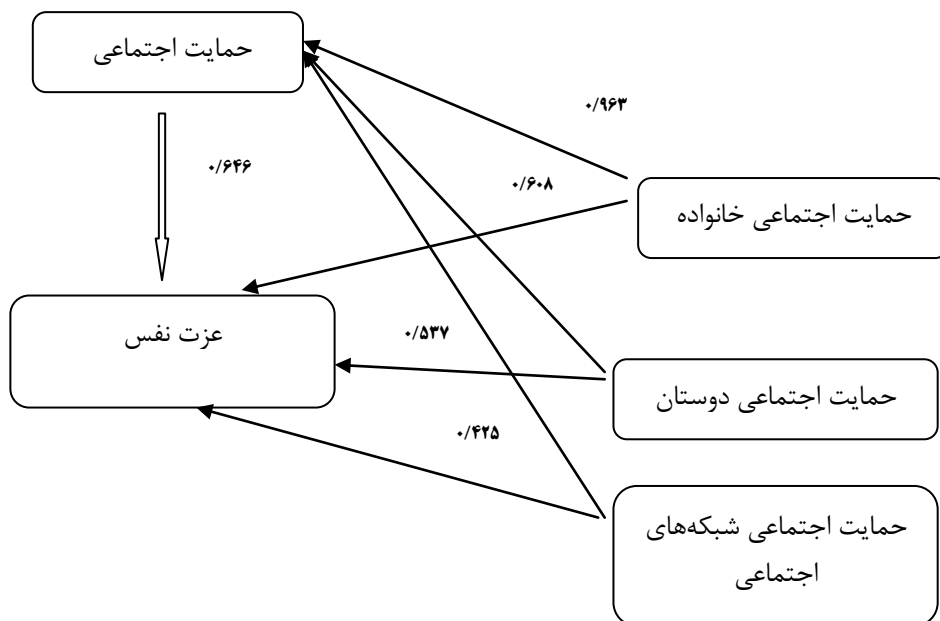 حمایت اجتماعی
۰/۹۶۳
۰/۶۴۶
۰/۶۰۸
حمایت اجتماعی خانواده
عزت نفس
۰/۵۳۷
حمایت اجتماعی دوستان
۰/۴۲۵
حمایت اجتماعی شبکه‌های
اجتماعی